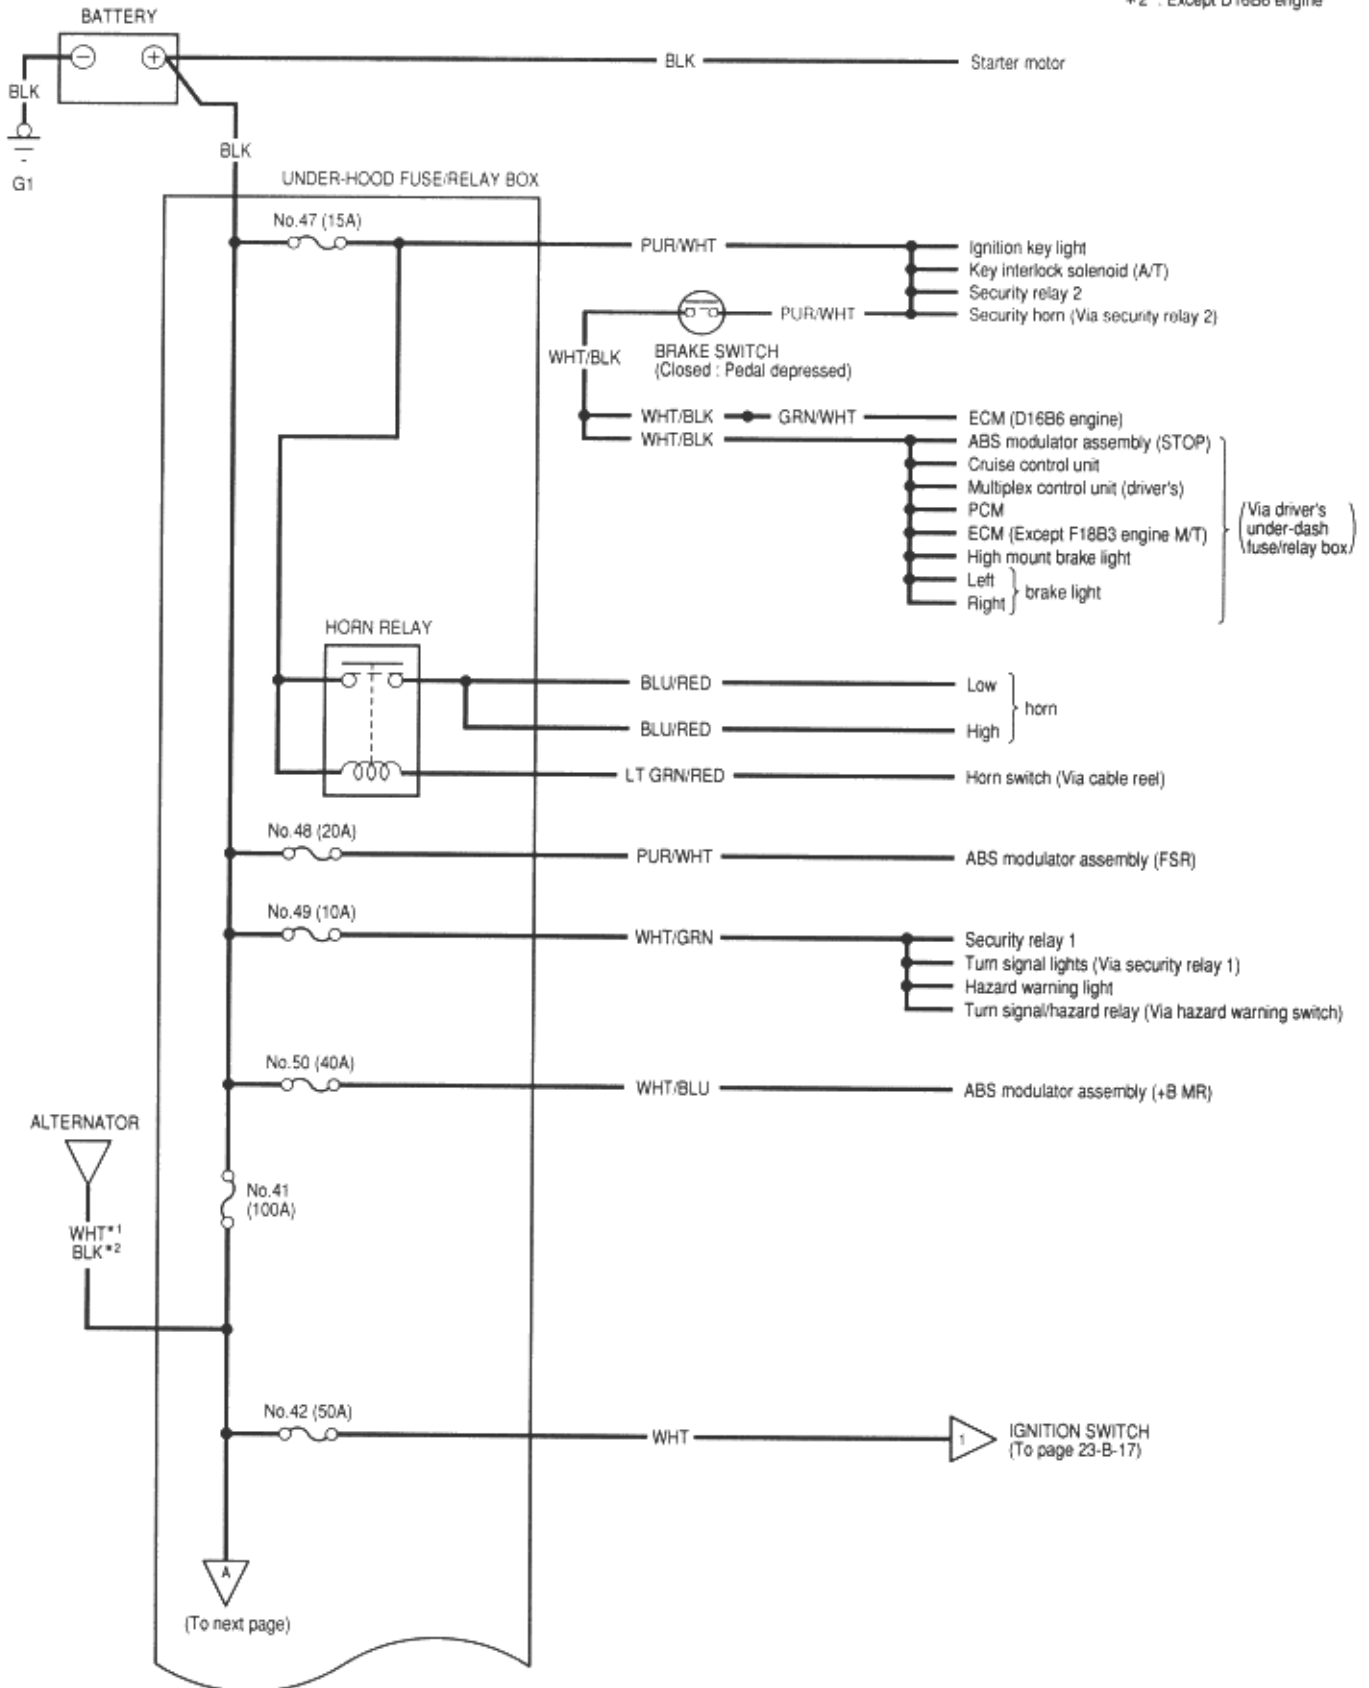 *2 : Except D16B6 engine
BATTERY
BLK
Starter motor
BLK
BLK
G1
UNDER-HOOD FUSE/RELAY BOX
No.47 (15A)
PUR/WHT
Ignition key light
Key interlock solenoid (A/T)
Security relay 2
PUR/WHT
Security horn (Via security relay 2)
WHT/BLK
BRAKE SWITCH
(Closed : Pedal depressed)
WHT/BLK
GRN/WHT
ECM (D16B6 engine)
WHT/BLK
ABS modulator assembly (STOP)
Cruise control unit
Multiplex control unit (driver's)
PCM
ECM (Except F18B3 engine M/T)
High mount brake light
Left
Right
brake light
(Via driver's
under-dash
fuse/relay box)
HORN RELAY
BLU/RED
Low
horn
BLU/RED
High
LT GRN/RED
Horn switch (Via cable reel)
No.48 (20A)
PUR/WHT
ABS modulator assembly (FSR)
No.49 (10A)
WHT/GRN
Security relay 1
Turn signal lights (Via security relay 1)
Hazard warning light
Turn signal/hazard relay (Via hazard warning switch)
No.50 (40A)
WHT/BLU
ABS modulator assembly (+B MR)
ALTERNATOR
No.41
(100A)
WHT*1
BLK*2
No.42 (50A)
WHT
1
IGNITION SWITCH
(To page 23-B-17)
A
(To next page)